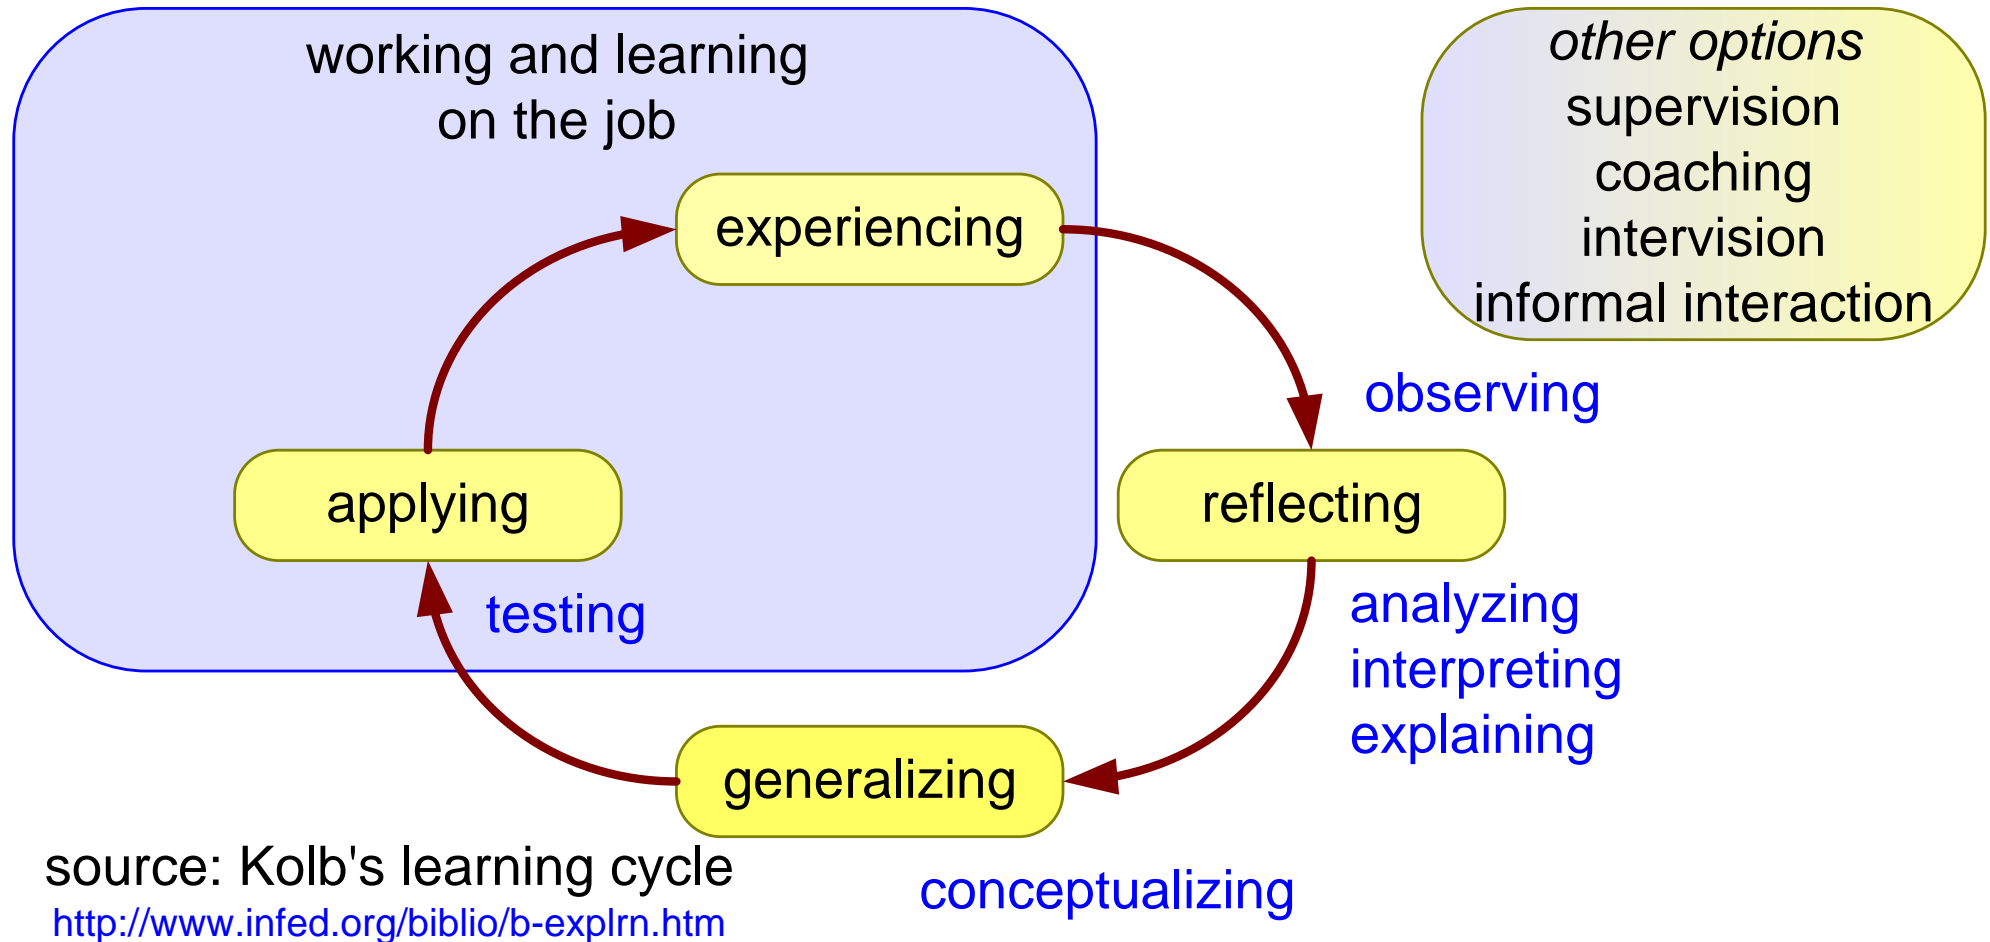 working and learning
on the job
other options
supervision
coaching
intervision
informal interaction
experiencing
observing
applying
reflecting
testing
analyzing
interpreting
explaining
generalizing
conceptualizing
source: Kolb's learning cycle
http://www.infed.org/biblio/b-explrn.htm